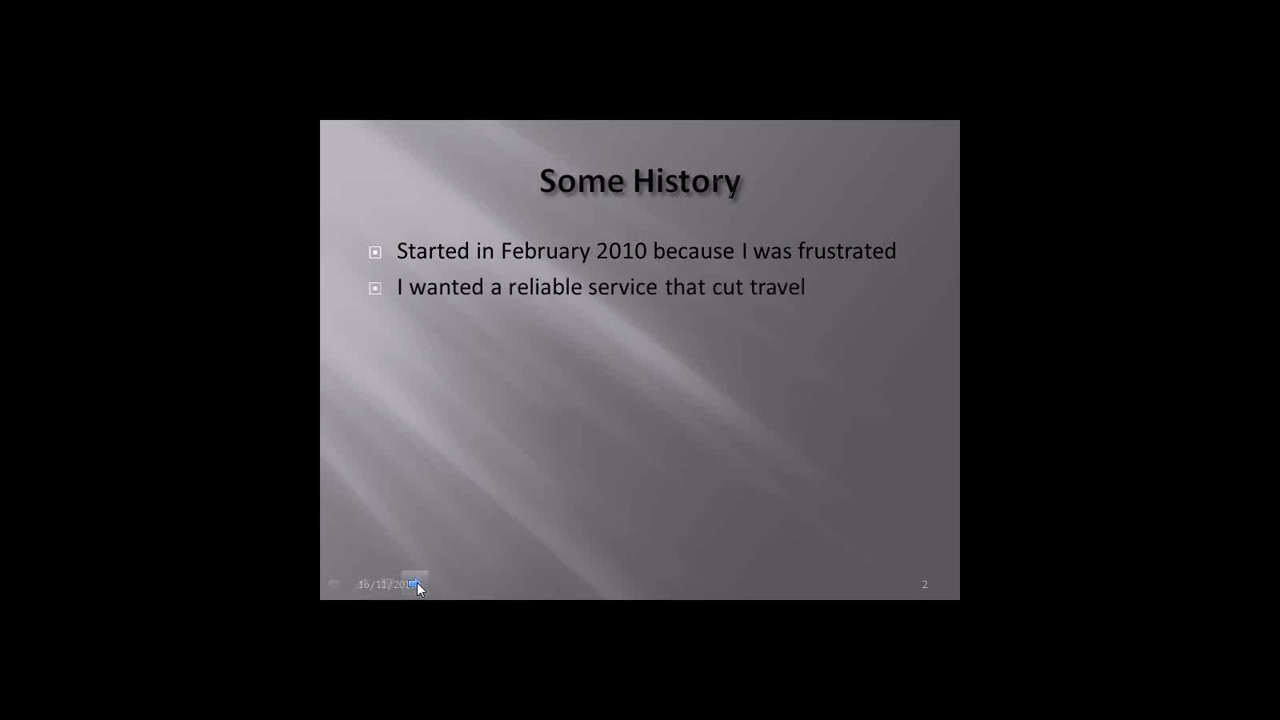 Some History
Started in February 2010 because I was frustrated
I wanted a reliable service that cut travel
2